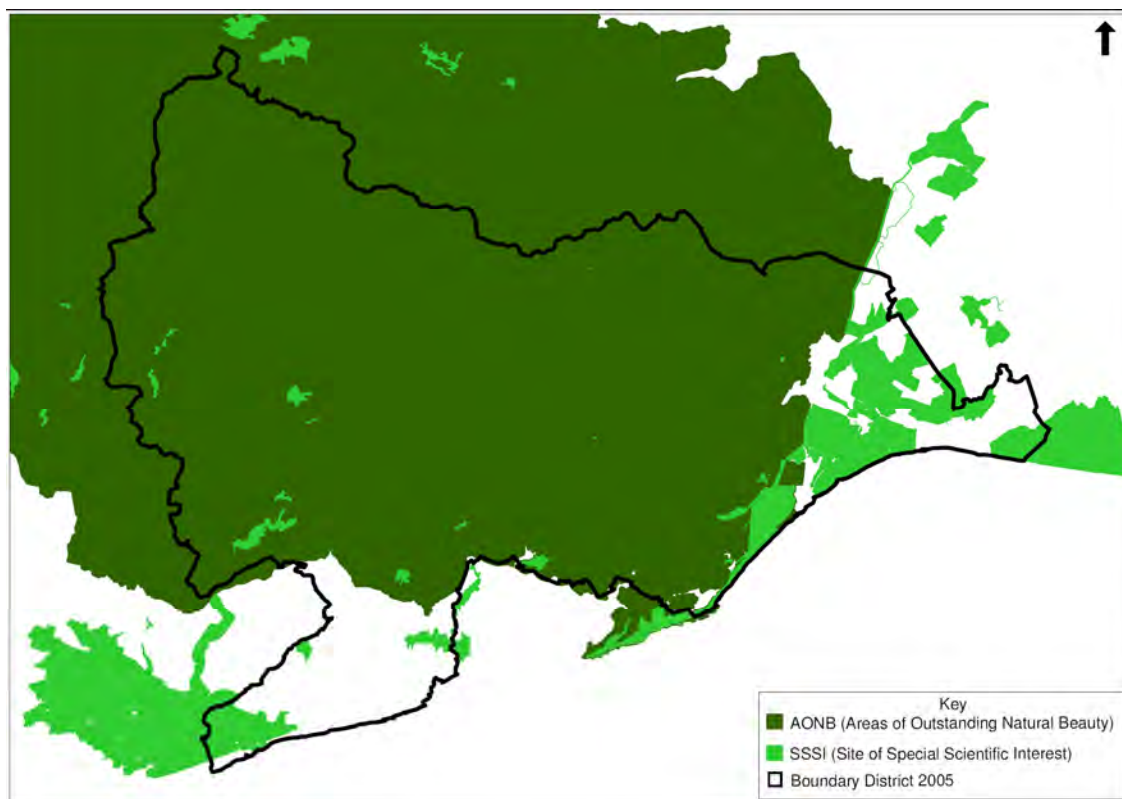 Key
AONB (Areas of Outstanding Natural Beauty)
SSSI (Site of Special Scientific Interest)
Boundary District 2005